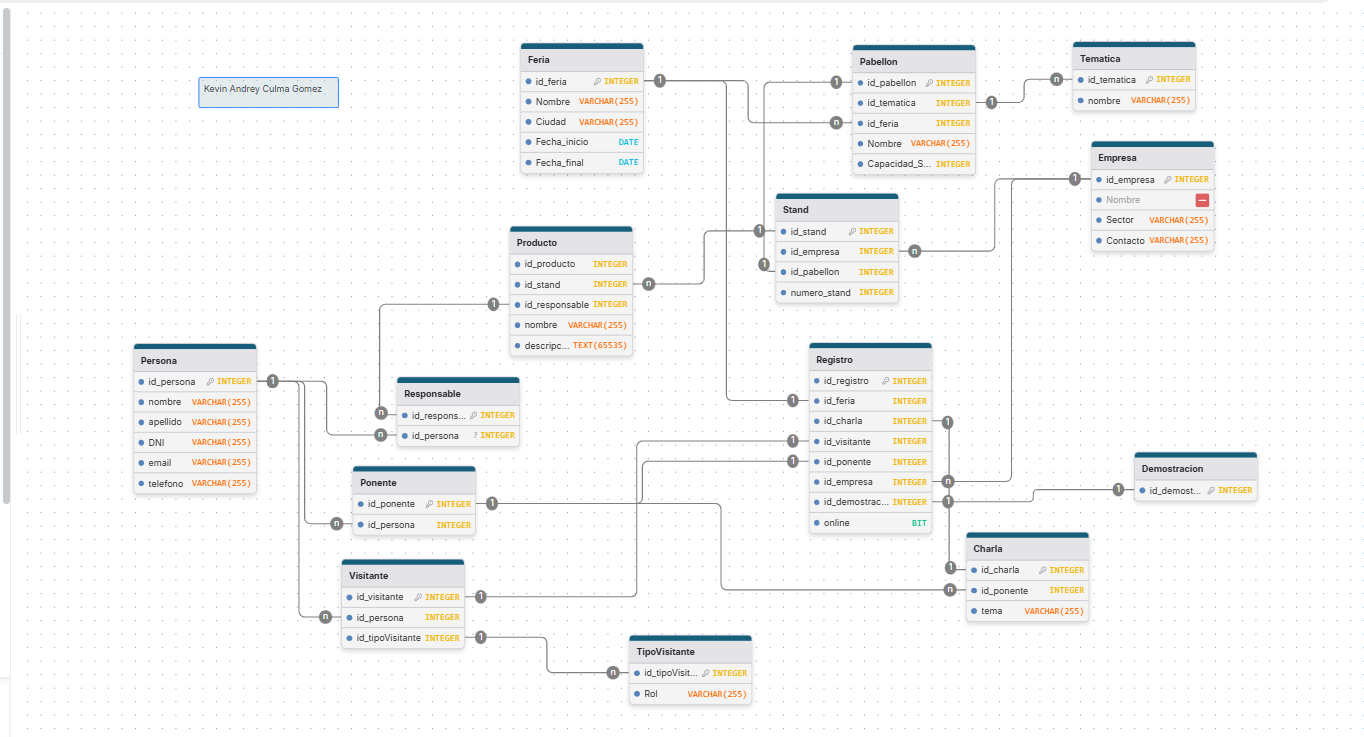 Kevin Andrey Culma Gomez
Feria
id_feria INTEGER
Nombre VARCHAR(255)
Ciudad VARCHAR(255)
Fecha_inicio DATE
Fecha_final DATE
1
1
n
Pabellon
id_pabellon INTEGER
id_tematica INTEGER
id_feria INTEGER
Nombre VARCHAR(255)
Capacidad_S... INTEGER
1
n
Tematica
id_tematica INTEGER
nombre VARCHAR(255)
Empresa
id_empresa INTEGER
Nombre
Sector VARCHAR(255)
Contacto VARCHAR(255)
1
Stand
id_stand INTEGER
id_empresa INTEGER
id_pabellon INTEGER
numero_stand INTEGER
1
n
1
Producto
id_producto INTEGER
id_stand INTEGER
id_responsable INTEGER
nombre VARCHAR(255)
descripc... TEXT(65535)
n
1
Persona
id_persona INTEGER
nombre VARCHAR(255)
apellido VARCHAR(255)
DNI VARCHAR(255)
email VARCHAR(255)
telefono VARCHAR(255)
1
Responsable
id_respons... INTEGER
id_persona ? INTEGER
n
n
Registro
id_registro INTEGER
id_feria INTEGER
id_charla INTEGER
id_visitante INTEGER
id_ponente INTEGER
id_empresa INTEGER
id_demostrac... INTEGER
online BIT
1
1
1
1
n
1
Ponente
id_ponente INTEGER
id_persona INTEGER
1
n
Demostracion
id_demost... INTEGER
1
Charla
id_charla INTEGER
id_ponente INTEGER
tema VARCHAR(255)
1
n
Visitante
id_visitante INTEGER
id_persona INTEGER
id_tipoVisitante INTEGER
1
n
1
TipoVisitante
id_tipoVisit... INTEGER
Rol VARCHAR(255)
n